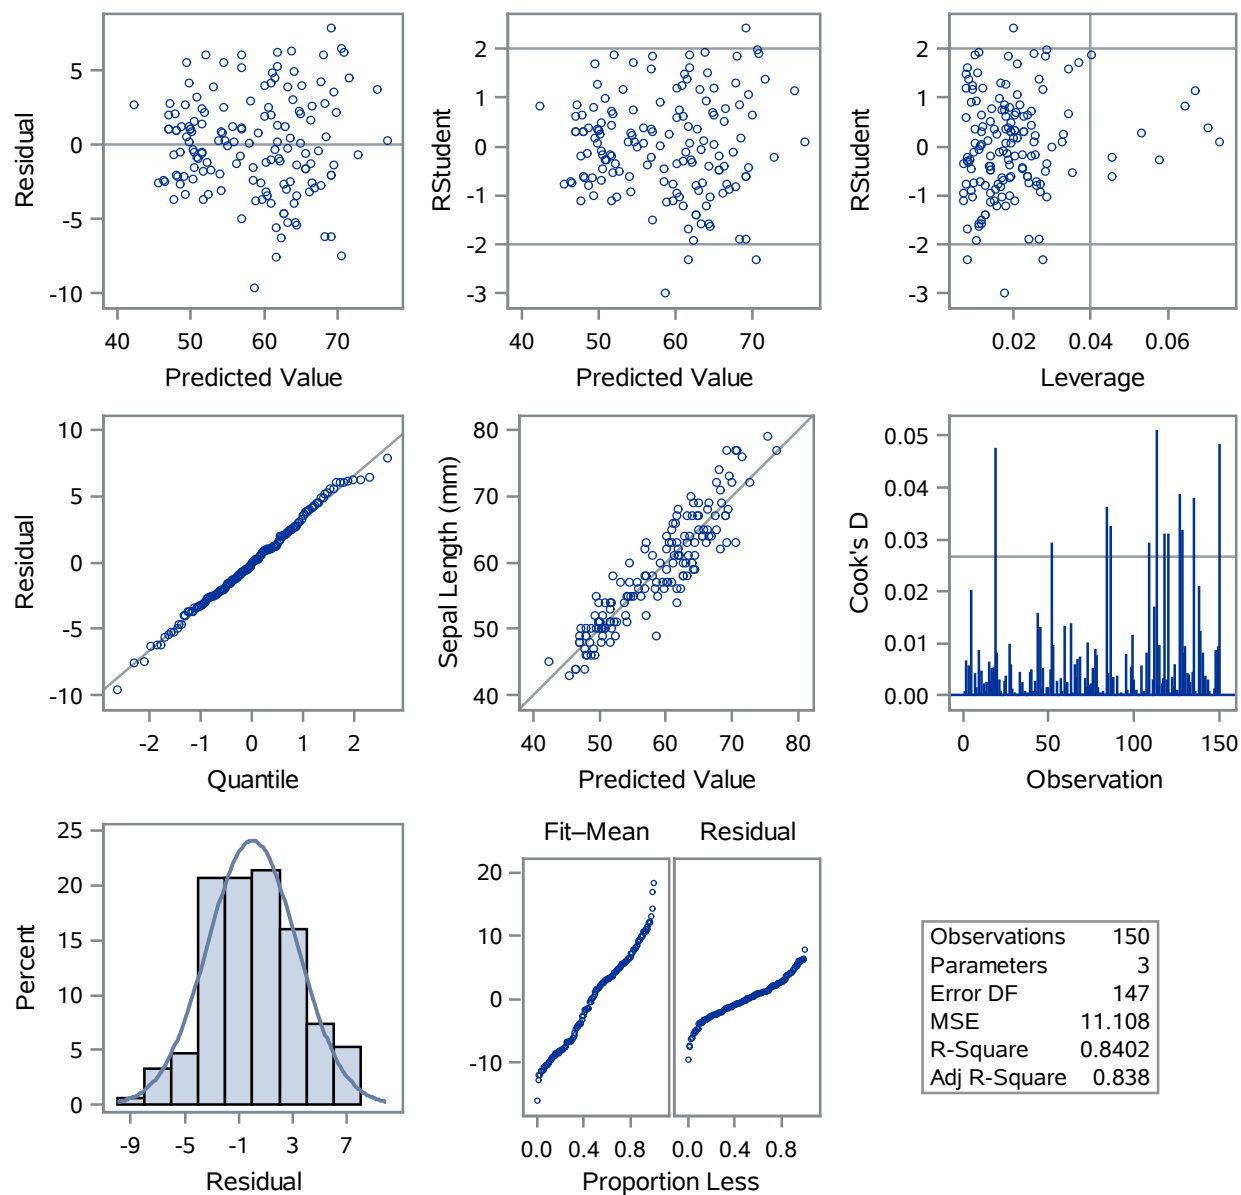 Residual
5
0
-5
-10
40 50 60 70
Predicted Value
RStudent
2
1
0
-1
-2
-3
40 50 60 70
Predicted Value
RStudent
2
1
0
-1
-2
-3
0.02 0.04 0.06
Leverage
Residual
10
5
0
-5
-10
-2 -1 0 1 2
Quantile
Sepal Length (mm)
80
70
60
50
40
40 50 60 70 80
Predicted Value
Cook's D
0.05
0.04
0.03
0.02
0.01
0.00
0 50 100 150
Observation
Percent
25
20
15
10
5
0
-9 -5 -1 3 7
Residual
Fit–Mean Residual
20
10
0
-10
0.0 0.4 0.8 0.0 0.4 0.8
Proportion Less
Observations 150
Parameters 3
Error DF 147
MSE 11.108
R-Square 0.8402
Adj R-Square 0.838